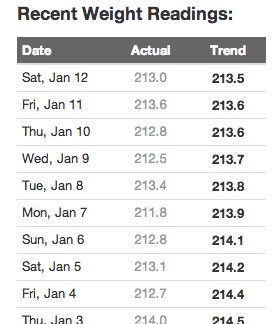 Recent Weight Readings:
Date Actual Trend
Sat, Jan 12 213.0 213.5
Fri, Jan 11 213.6 213.6
Thu, Jan 10 212.8 213.6
Wed, Jan 9 212.5 213.7
Tue, Jan 8 213.4 213.8
Mon, Jan 7 211.8 213.9
Sun, Jan 6 212.8 214.1
Sat, Jan 5 213.1 214.2
Fri, Jan 4 212.7 214.4
Thu, Jan 3 214.0 214.5